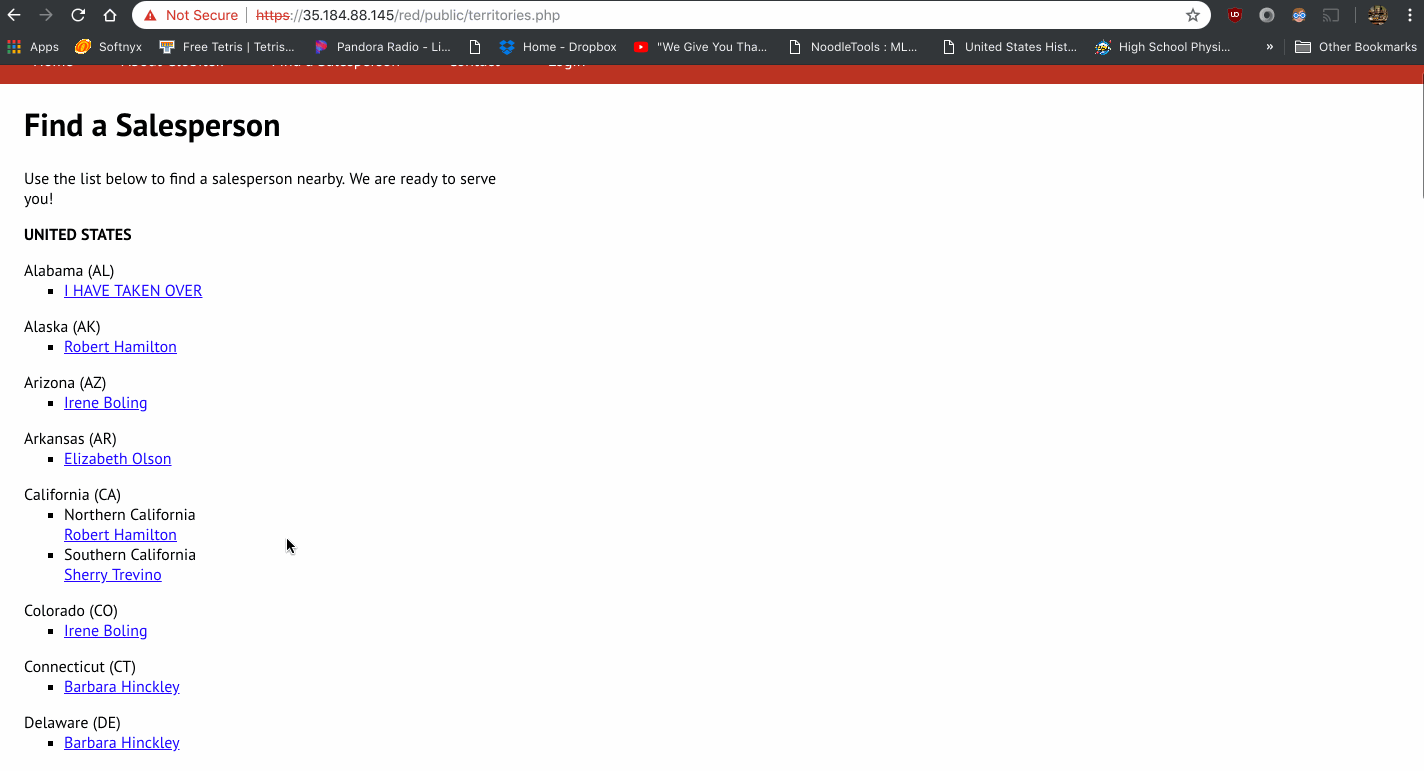 Not Secure https://35.184.88.145/red/public/territories.php
Apps Softnyx Free Tetris | Tetris... Pandora Radio - Li... Home - Dropbox "We Give You Tha... NoodleTools : ML... United States Hist... High School Physi... » Other Bookmarks
Find a Salesperson
Use the list below to find a salesperson nearby. We are ready to serve
you!
UNITED STATES
Alabama (AL)
I HAVE TAKEN OVER
Alaska (AK)
Robert Hamilton
Arizona (AZ)
Irene Boling
Arkansas (AR)
Elizabeth Olson
California (CA)
Northern California
Robert Hamilton
Southern California
Sherry Trevino
Colorado (CO)
Irene Boling
Connecticut (CT)
Barbara Hinckley
Delaware (DE)
Barbara Hinckley